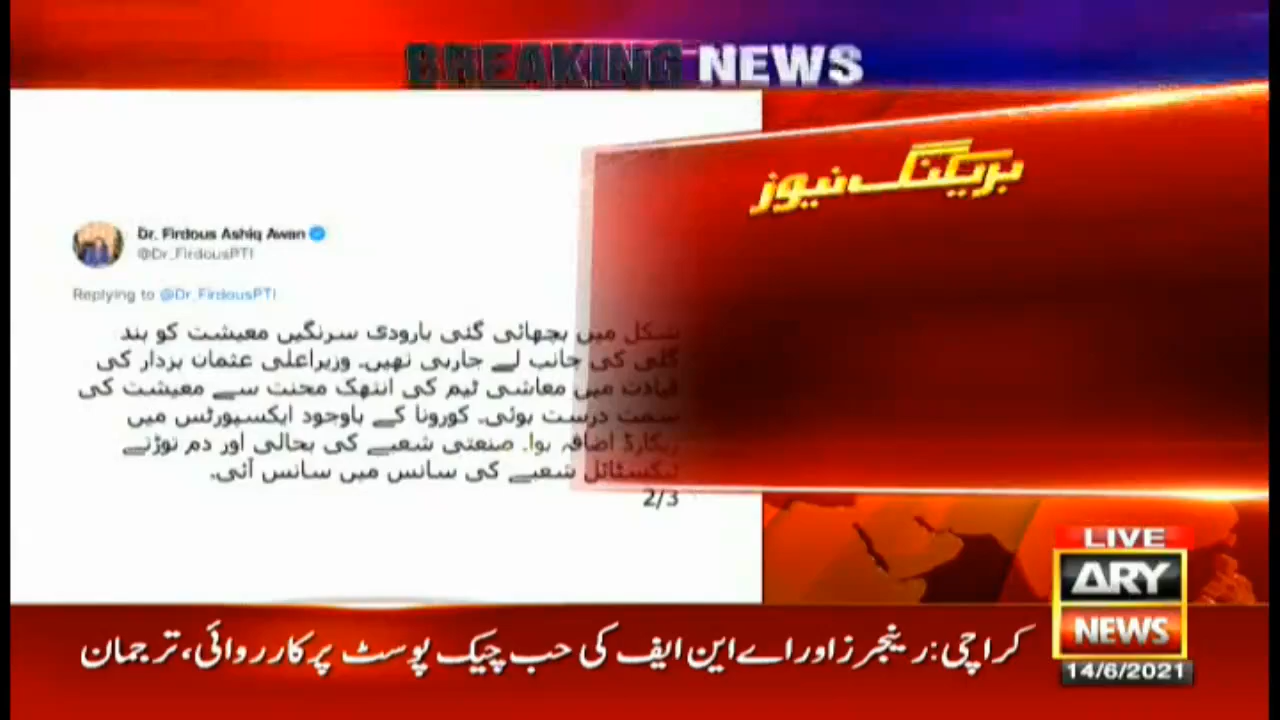 BREAKING NEWS
بریکنگ نیوز
Dr. Firdous Ashiq Awan
@Dr_FirdousPTI
Replying to @Dr_FirdousPTI
شکل میں بچھائی گئی بارودی سرنگیں معیشت کو بند
گلی کی جانب لے جارہی تھیں۔ وزیراعلی عثمان بزدار کی
قیادت میں معاشی ٹیم کی انتھک محنت سے معیشت کی
سمت درست ہوئی۔ کورونا کے باوجود ایکسپورٹس میں
ریکارڈ اضافہ ہوا۔ صنعتی شعبے کی بحالی اور دم توڑتے
ٹیکسٹائل شعبے کی سانس میں سانس آئی۔
2/3
LIVE
ARY
NEWS
14/6/2021
کراچی: رینجرز اور اے این ایف کی حب چیک پوسٹ پر کارروائی، ترجمان